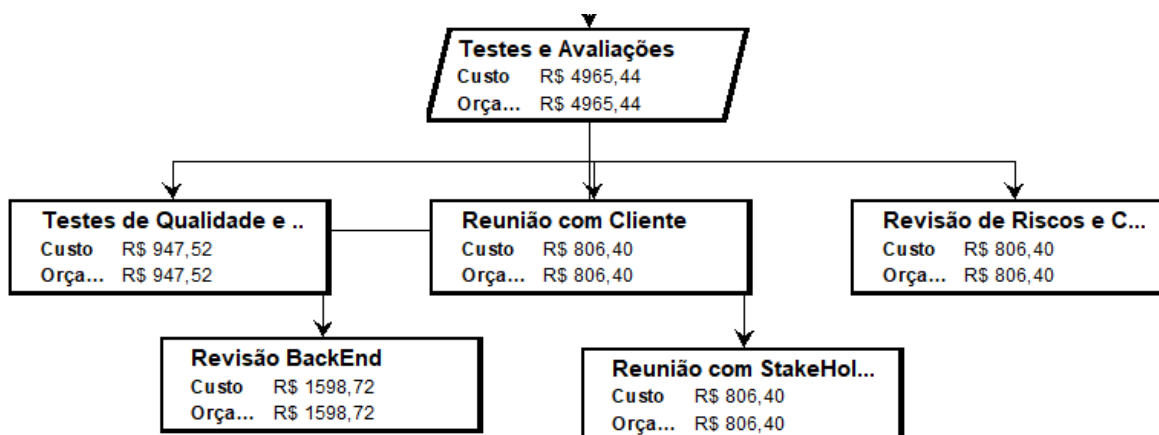 Testes e Avaliações
Custo R$ 4965,44
Orça... R$ 4965,44
Testes de Qualidade e ..
Custo R$ 947,52
Orça... R$ 947,52
Reunião com Cliente
Custo R$ 806,40
Orça... R$ 806,40
Revisão de Riscos e C...
Custo R$ 806,40
Orça... R$ 806,40
Revisão BackEnd
Custo R$ 1598,72
Orça... R$ 1598,72
Reunião com StakeHol...
Custo R$ 806,40
Orça... R$ 806,40